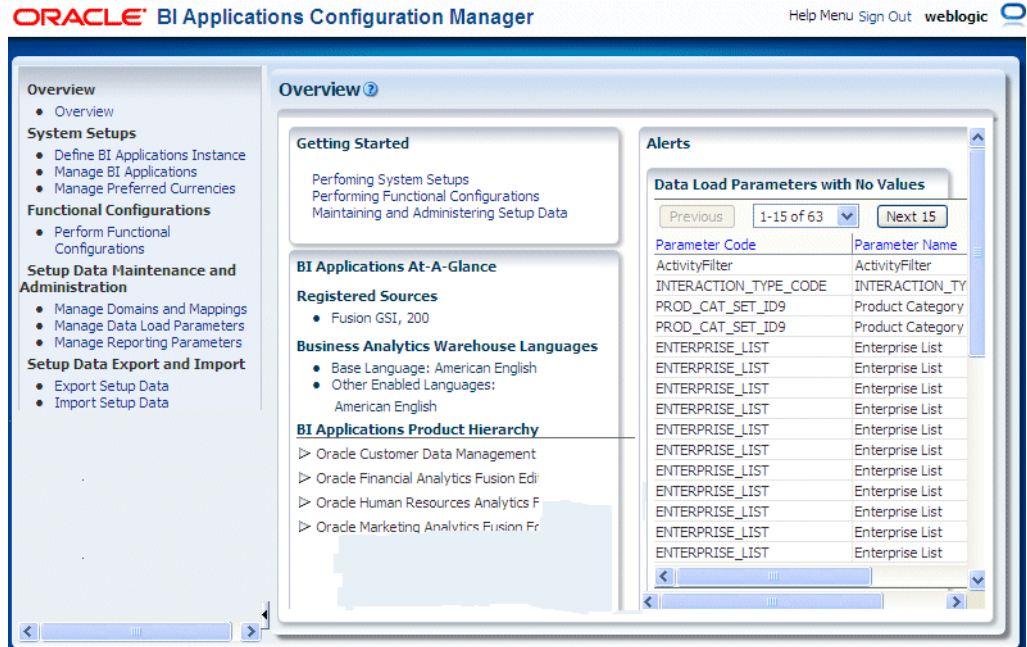 ORACLE BI Applications Configuration Manager
Help Menu Sign Out weblogic
Overview
Overview
System Setups
Define BI Applications Instance
Manage BI Applications
Manage Preferred Currencies
Functional Configurations
Perform Functional
Configurations
Setup Data Maintenance and
Administration
Manage Domains and Mappings
Manage Data Load Parameters
Manage Reporting Parameters
Setup Data Export and Import
Export Setup Data
Import Setup Data
Overview
Getting Started
Perfoming System Setups
Performing Functional Configurations
Maintaining and Administering Setup Data
BI Applications At-A-Glance
Registered Sources
Fusion GSI, 200
Business Analytics Warehouse Languages
Base Language: American English
Other Enabled Languages:
American English
BI Applications Product Hierarchy
Oracle Customer Data Management
Oracle Financial Analytics Fusion Edi
Oracle Human Resources Analytics F
Oracle Marketing Analytics Fusion
Alerts
Data Load Parameters with No Values
Previous 1-15 of 63 Next 15
Parameter Code Parameter Name
ActivityFilter ActivityFilter
INTERACTION_TYPE_CODE INTERACTION_TY
PROD_CAT_SET_ID9 Product Category
PROD_CAT_SET_ID9 Product Category
ENTERPRISE_LIST Enterprise List
ENTERPRISE_LIST Enterprise List
ENTERPRISE_LIST Enterprise List
ENTERPRISE_LIST Enterprise List
ENTERPRISE_LIST Enterprise List
ENTERPRISE_LIST Enterprise List
ENTERPRISE_LIST Enterprise List
ENTERPRISE_LIST Enterprise List
ENTERPRISE_LIST Enterprise List
ENTERPRISE_LIST Enterprise List
ENTERPRISE_LIST Enterprise List